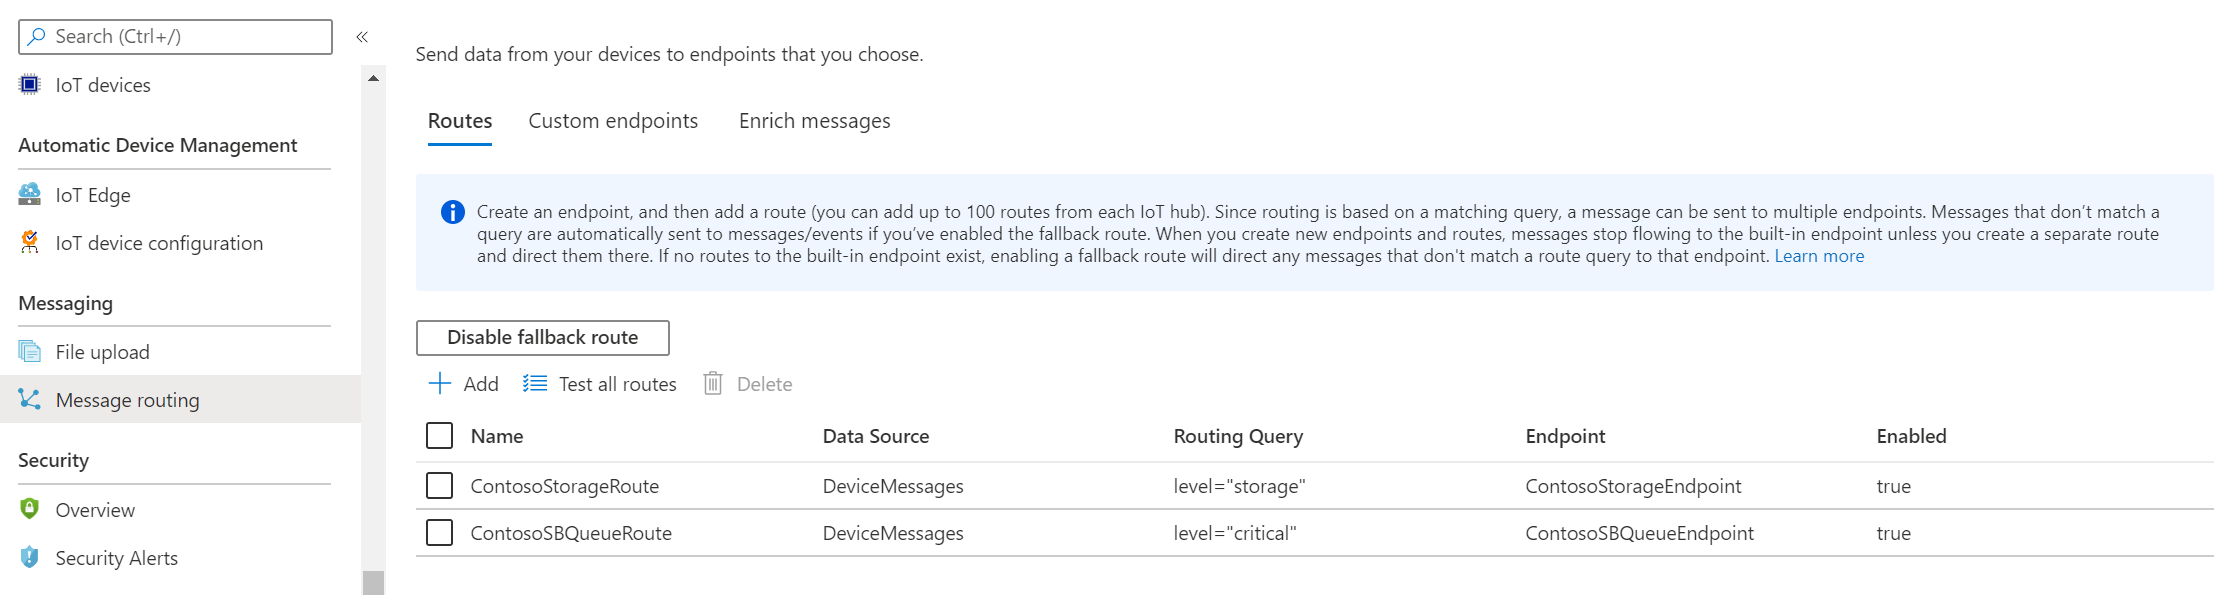 Search (Ctrl+/)
«
IoT devices
Automatic Device Management
IoT Edge
IoT device configuration
Messaging
File upload
Message routing
Security
Overview
Security Alerts
Send data from your devices to endpoints that you choose.
Routes Custom endpoints Enrich messages
Create an endpoint, and then add a route (you can add up to 100 routes from each IoT hub). Since routing is based on a matching query, a message can be sent to multiple endpoints. Messages that don’t match a
query are automatically sent to messages/events if you’ve enabled the fallback route. When you create new endpoints and routes, messages stop flowing to the built-in endpoint unless you create a separate route
and direct them there. If no routes to the built-in endpoint exist, enabling a fallback route will direct any messages that don't match a route query to that endpoint. Learn more
Disable fallback route
Add Test all routes Delete
Name Data Source Routing Query Endpoint Enabled
ContosoStorageRoute DeviceMessages level="storage" ContosoStorageEndpoint true
ContosoSBQueueRoute DeviceMessages level="critical" ContosoSBQueueEndpoint true